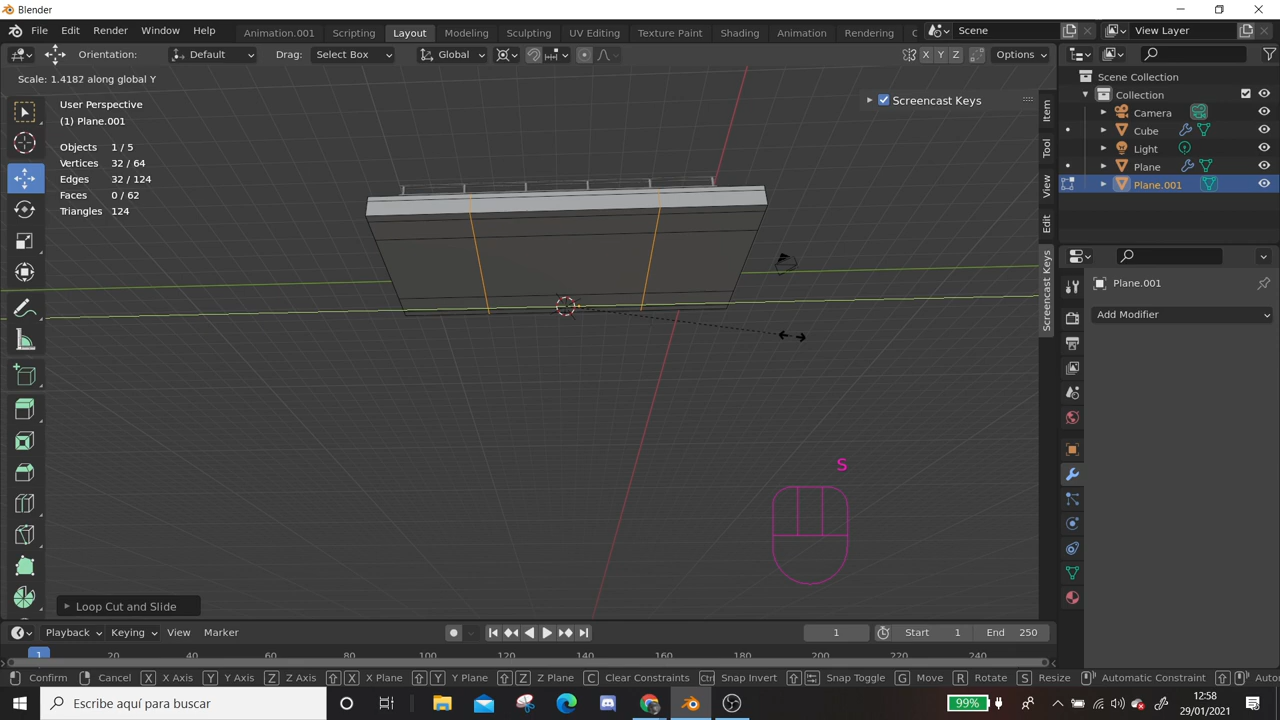 Blender
File Edit Render Window Help Animation.001 Scripting Layout Modeling Sculpting UV Editing Texture Paint Shading Animation Rendering C Scene View Layer
Orientation: Default Drag: Select Box Global X Y Z Options
Scale: 1.4182 along global Y
User Perspective
(1) Plane.001
Objects 1 / 5
Vertices 32 / 64
Edges 32 / 124
Faces 0 / 62
Triangles 124
Screencast Keys
Item
Tool
View
Edit
Screencast Keys
S
Loop Cut and Slide
Scene Collection
Collection
Camera
Cube
Light
Plane
Plane.001
Plane.001
Add Modifier
Playback Keying View Marker 1 Start 1 End 250
1 20 40 60 80 100 120 140 160 180 200 220 240
Confirm Cancel X X Axis Y Y Axis Z Z Axis X X Plane Y Y Plane Z Z Plane C Clear Constraints Ctrl Snap Invert Snap Toggle G Move R Rotate S Resize Automatic Constraint Autom
Escribe aquí para buscar 99% 12:58
29/01/2021